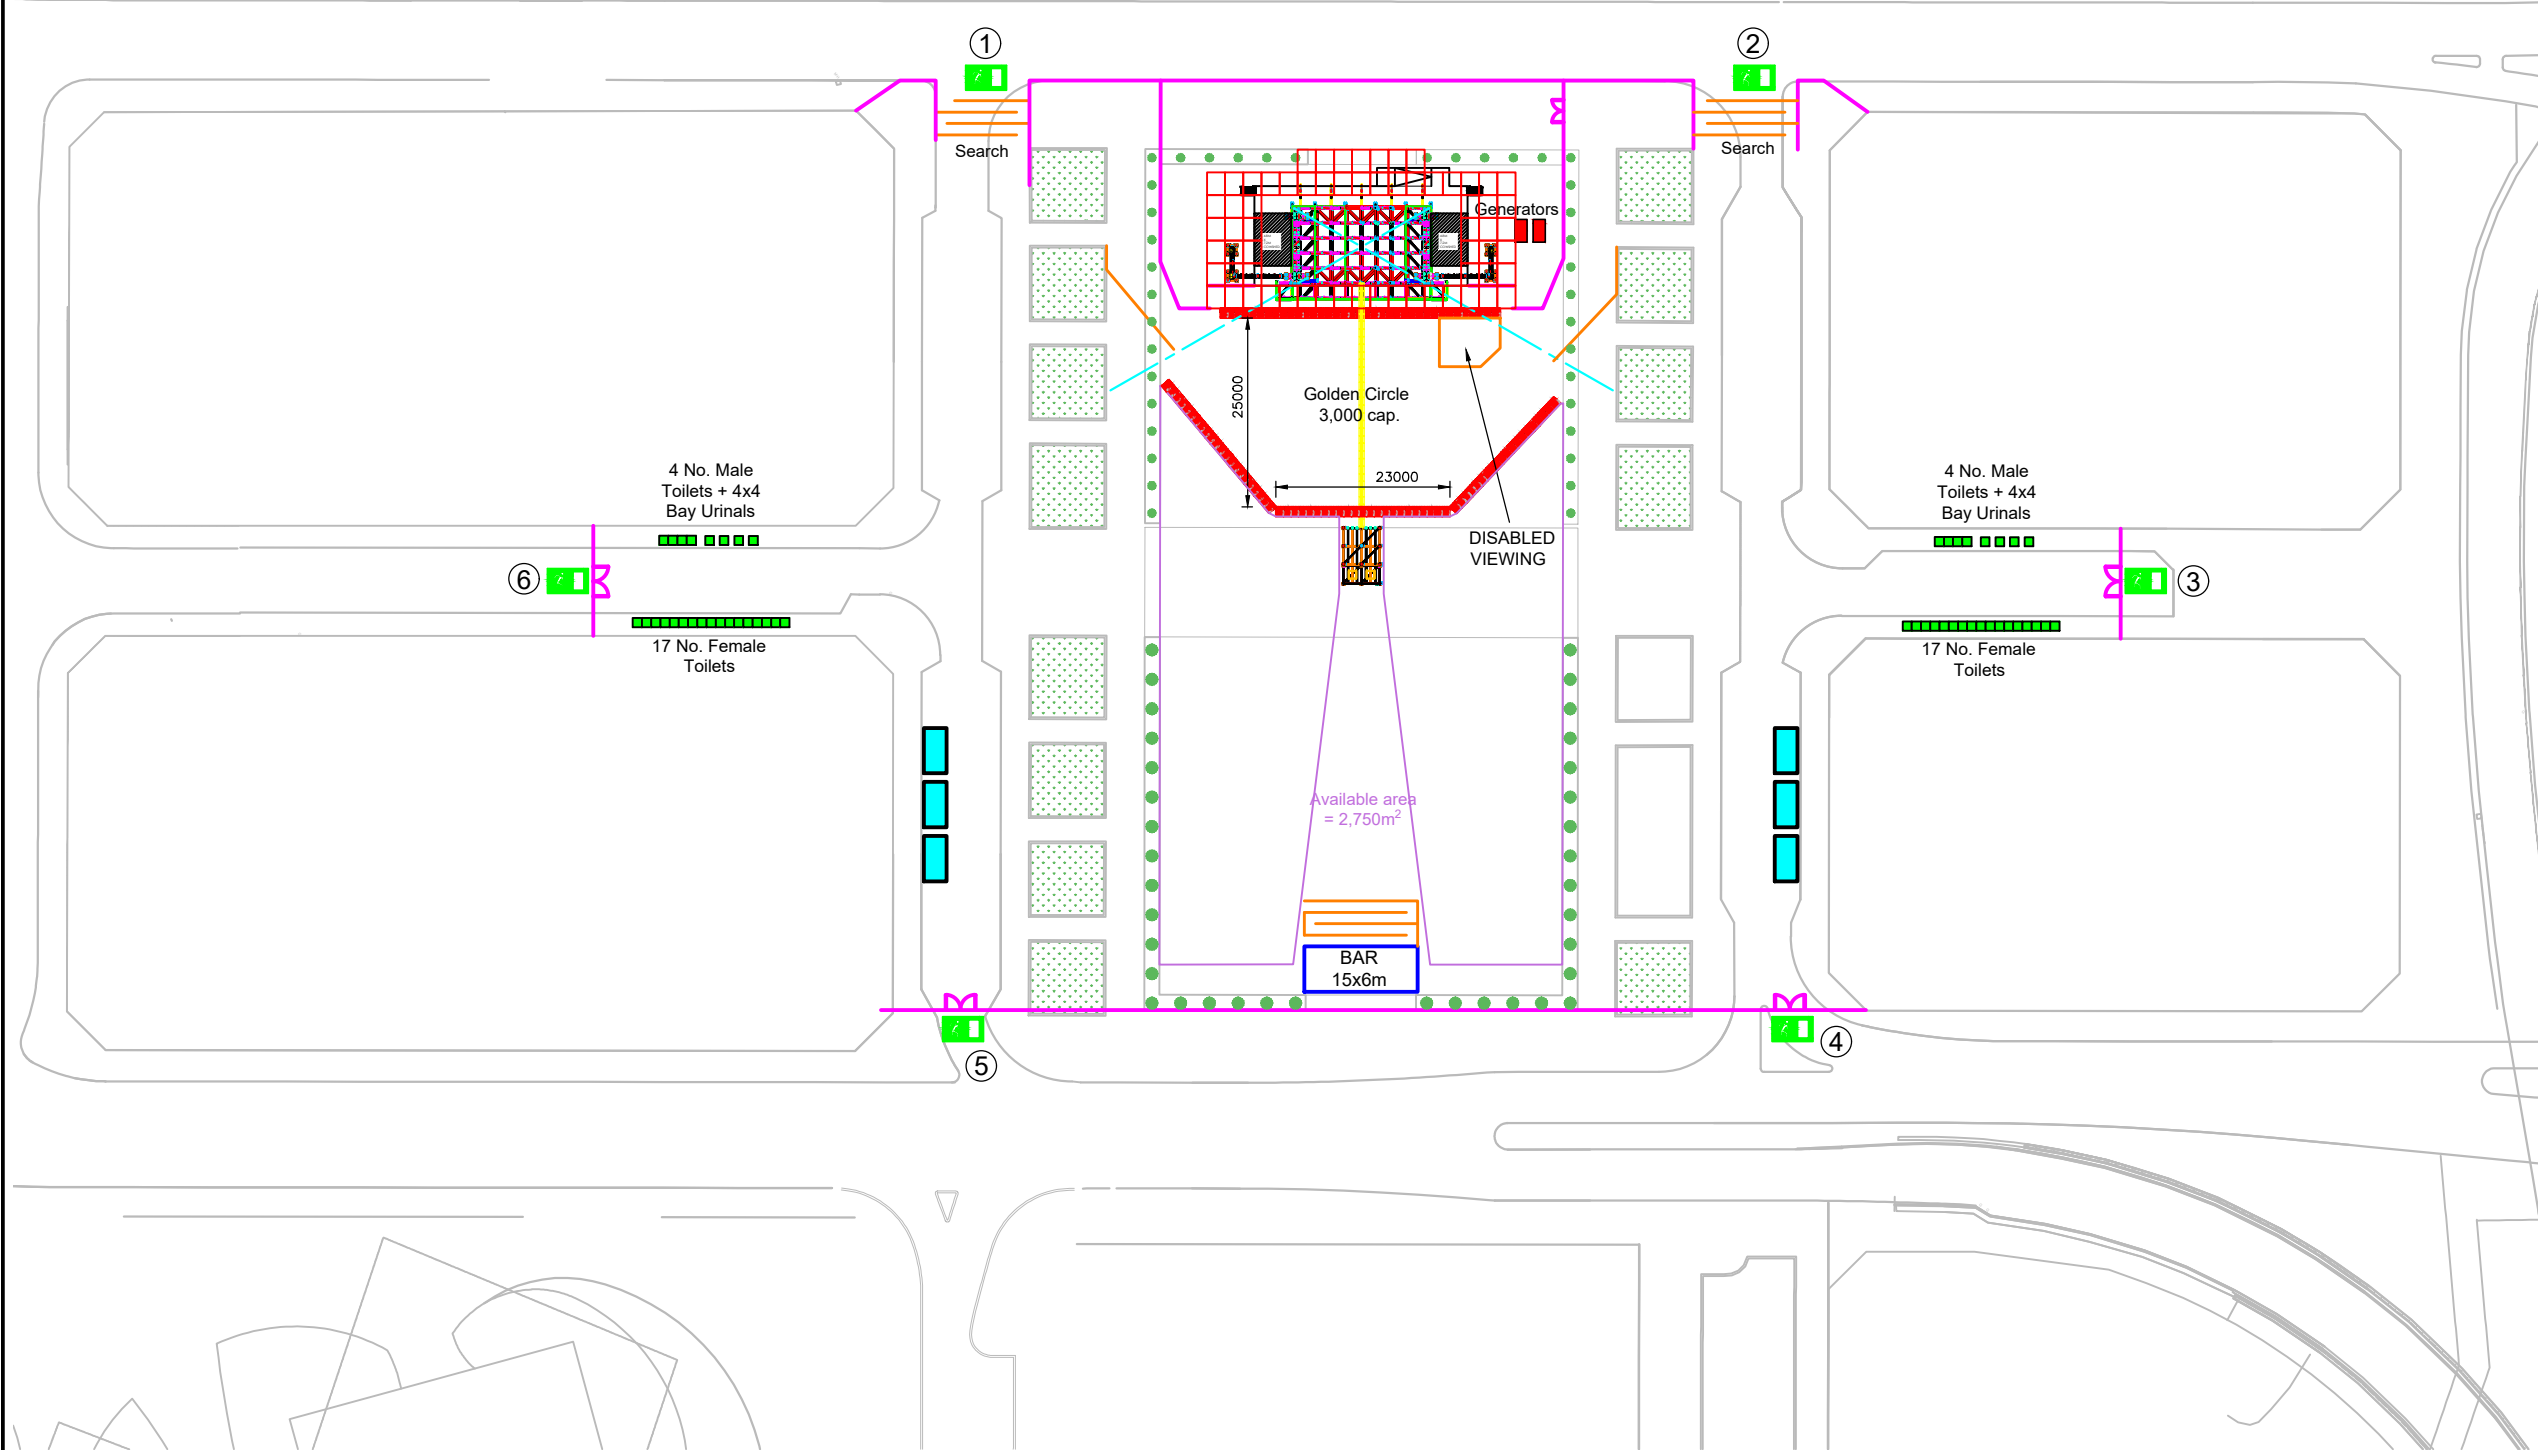 1
2
Search
Search
Generators
25000
Golden Circle
3,000 cap.
23000
DISABLED
VIEWING
4 No. Male
Toilets + 4x4
Bay Urinals
4 No. Male
Toilets + 4x4
Bay Urinals
6
3
17 No. Female
Toilets
17 No. Female
Toilets
Available area
= 2,750m²
BAR
15x6m
5
4